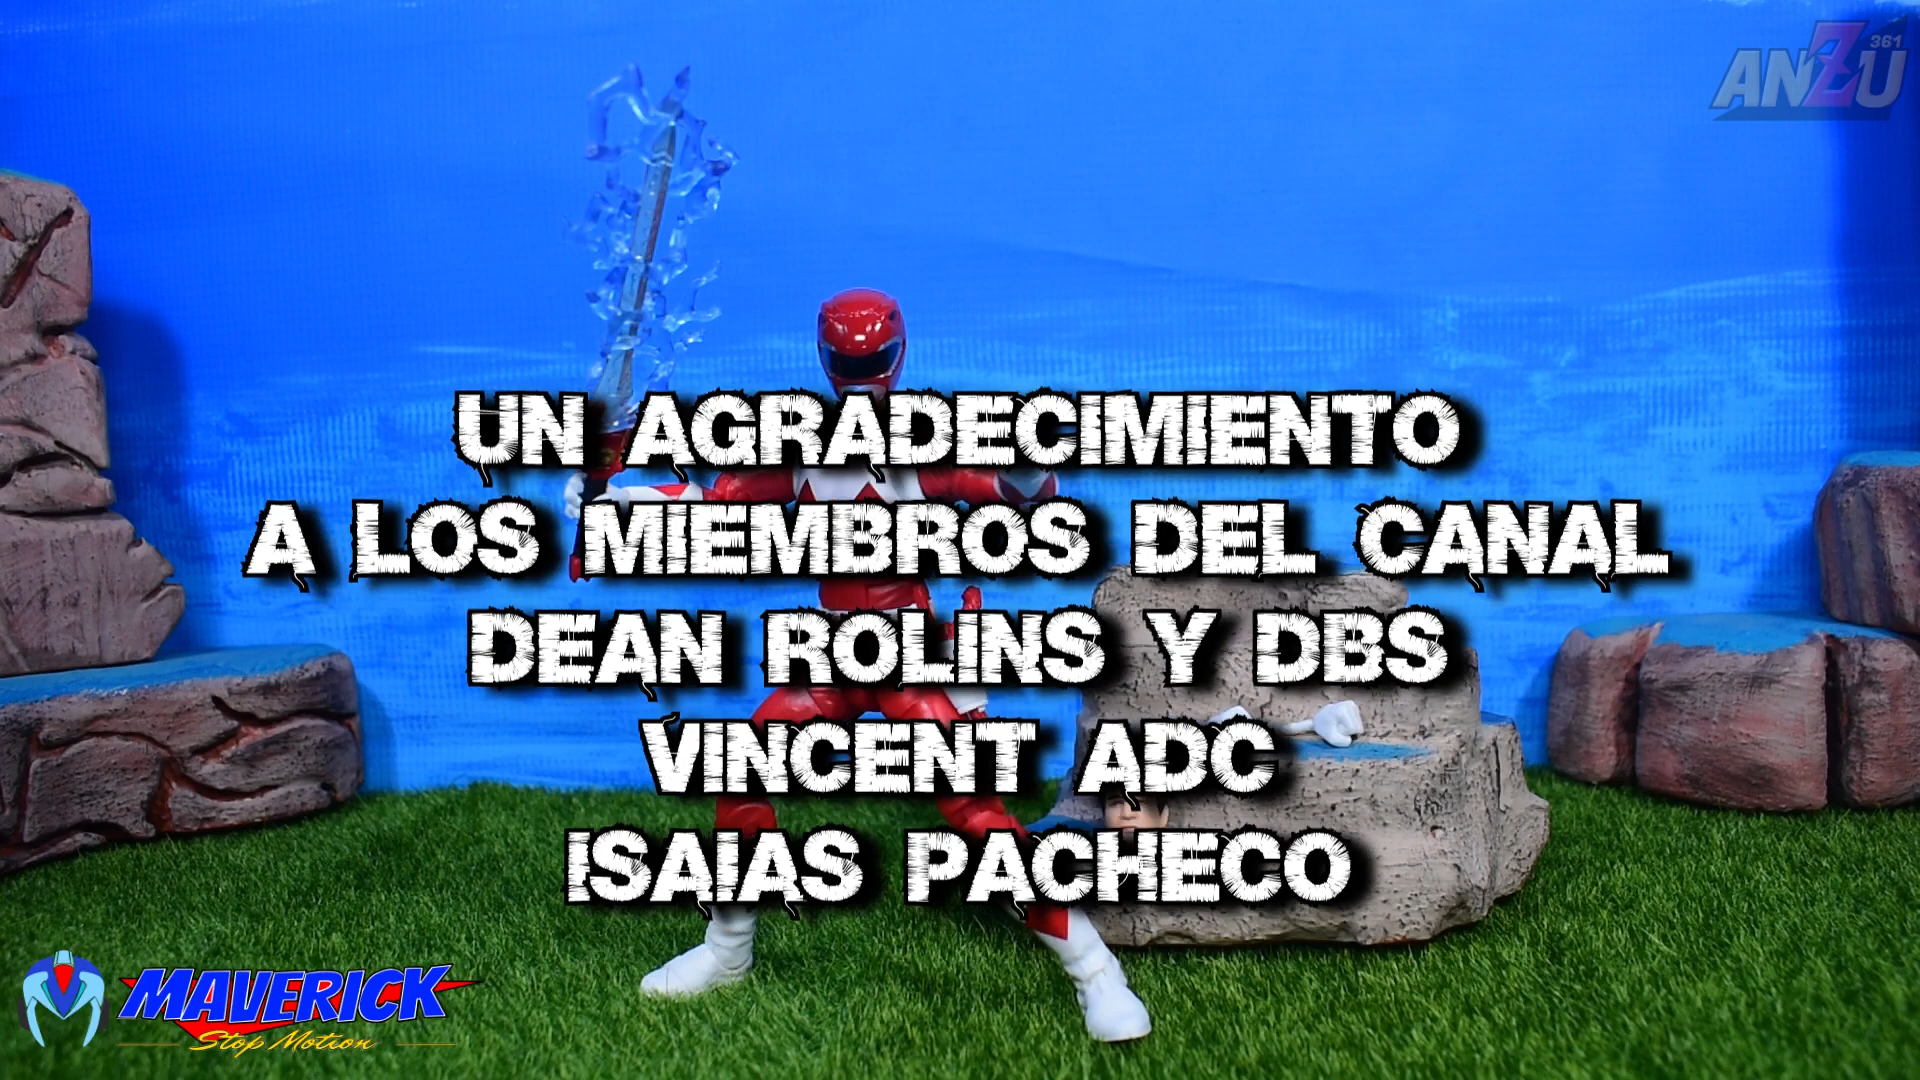 ANZU 361
UN AGRADECIMIENTO
A LOS MIEMBROS DEL CANAL
DEAN ROLINS Y DBS
VINCENT ADC
ISAIAS PACHECO
MAVERICK
Stop Motion